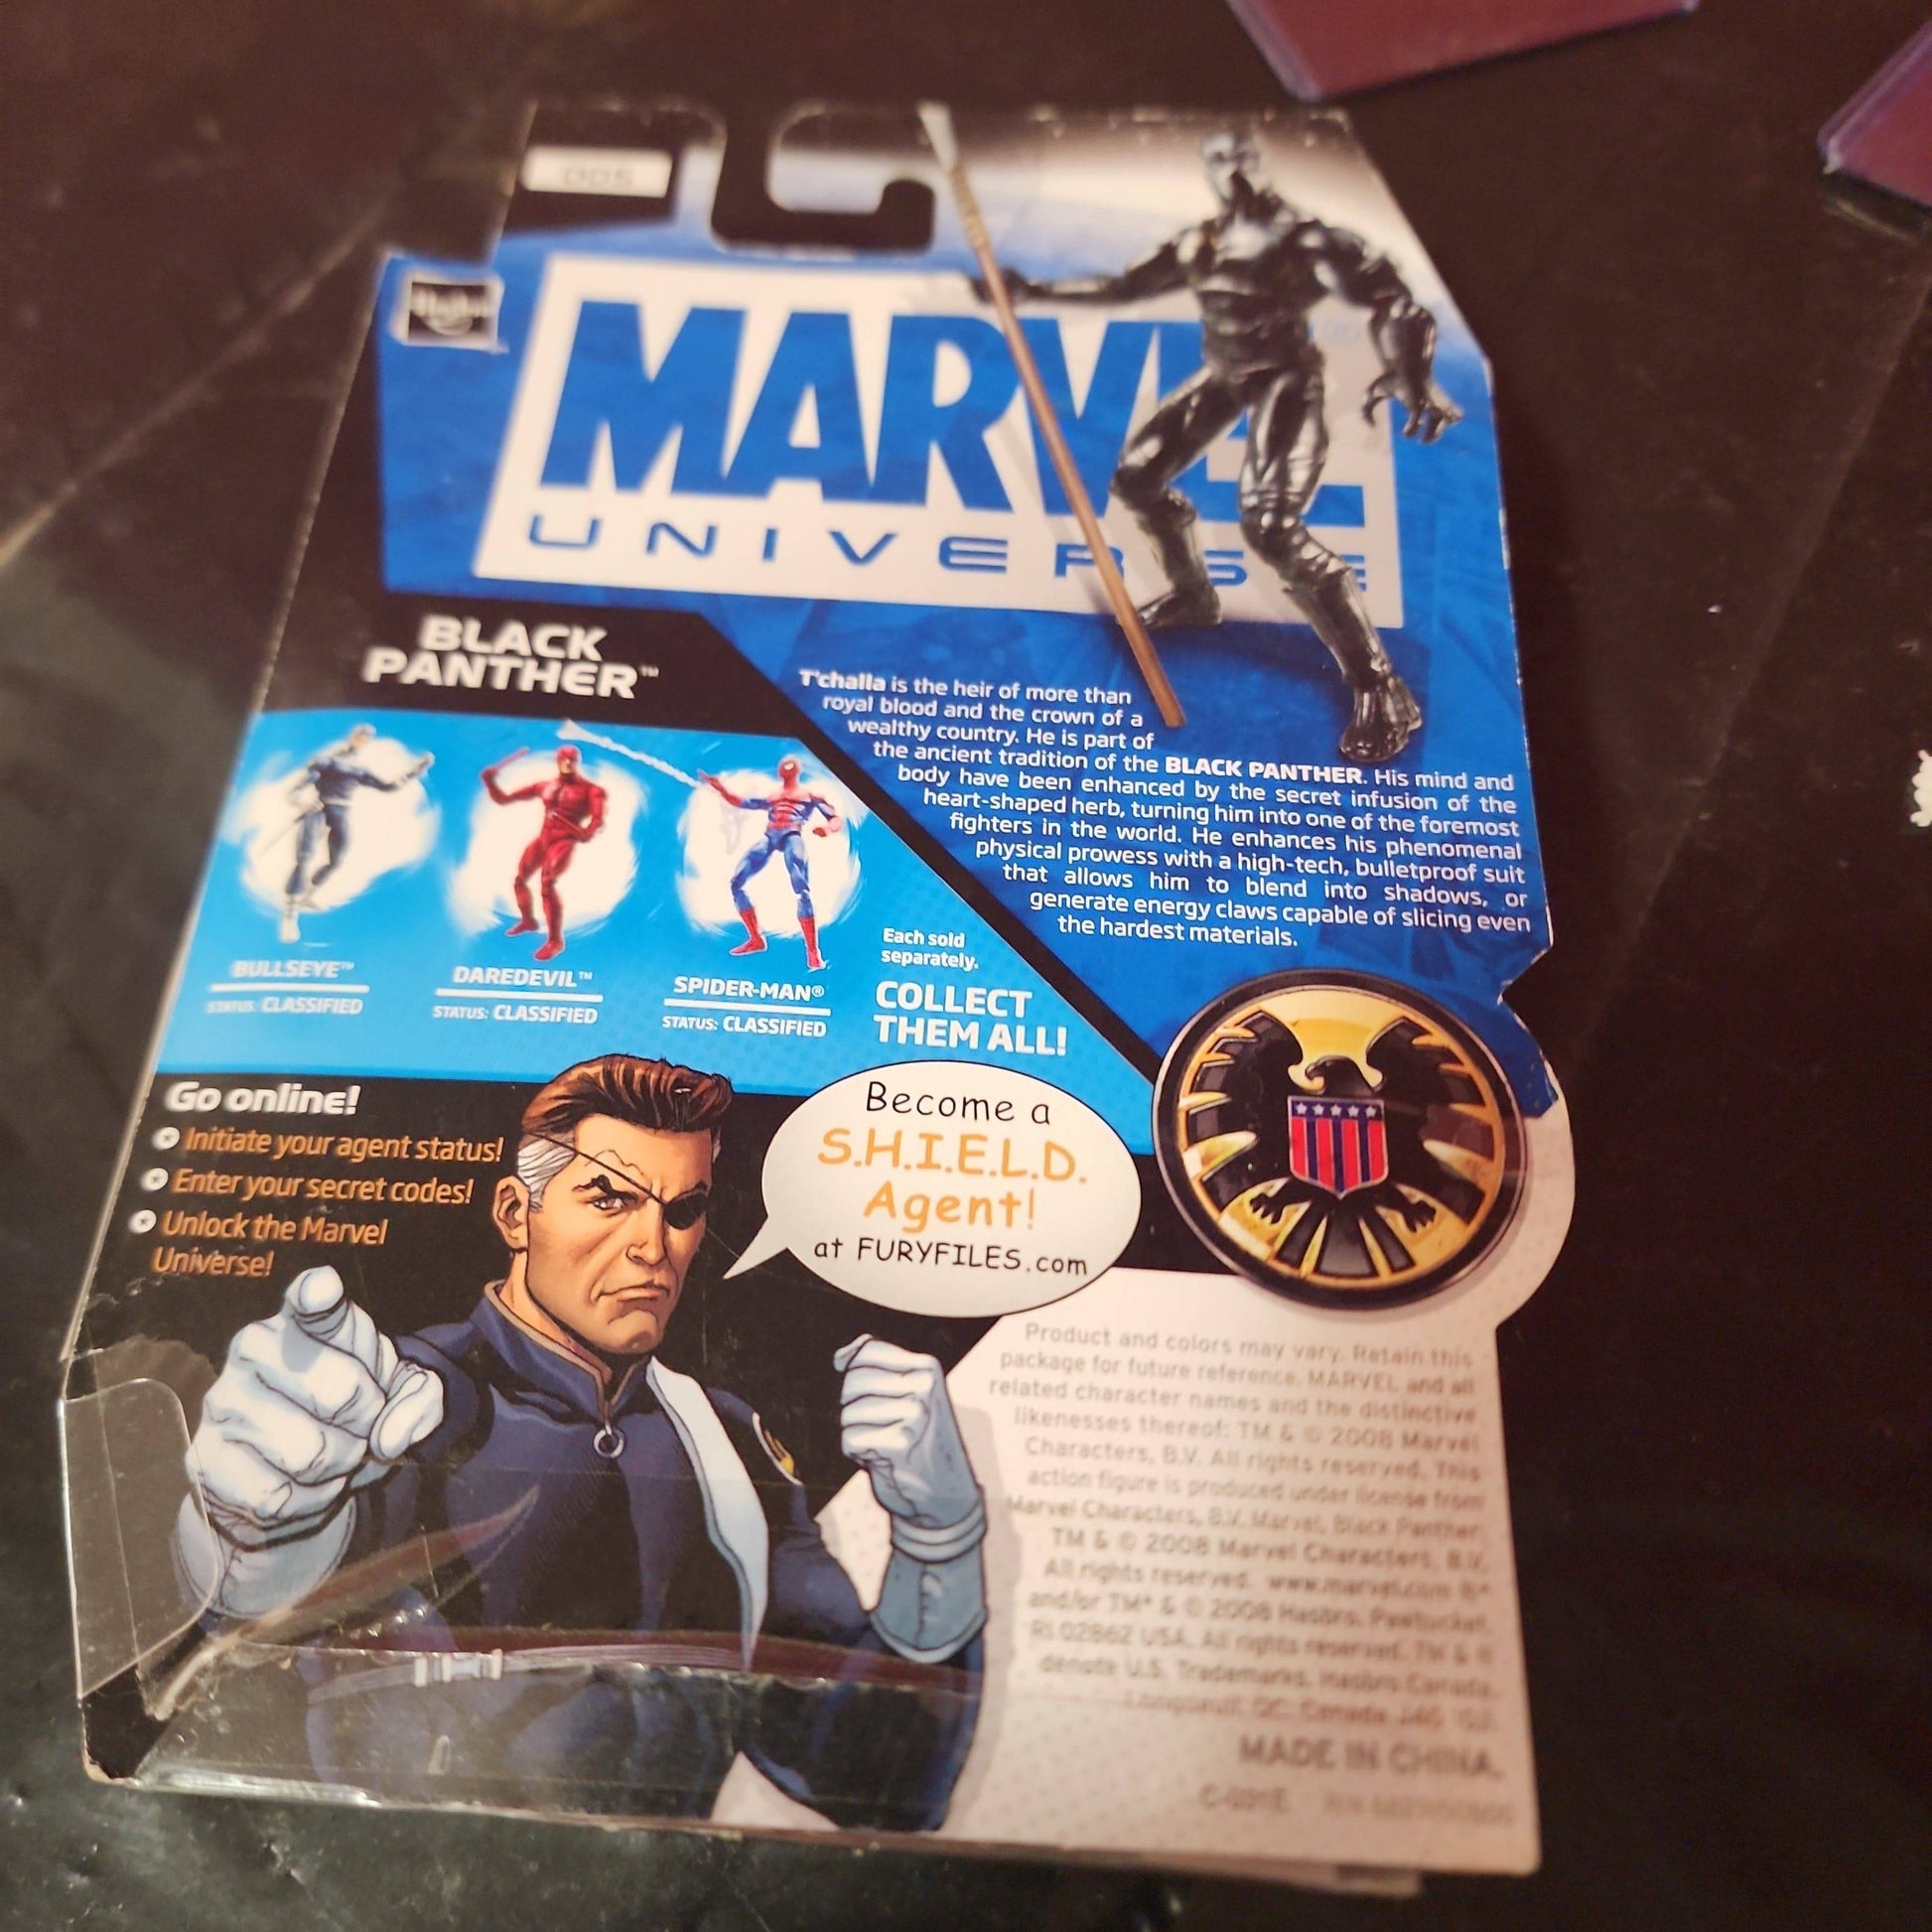 005
Hasbro
MARVEL
UNIVERSE
BLACK
PANTHER™
T'challa is the heir of more than
royal blood and the crown of a
wealthy country. He is part of
the ancient tradition of the BLACK PANTHER. His mind and
body have been enhanced by the secret infusion of the
heart-shaped herb, turning him into one of the foremost
fighters in the world. He enhances his phenomenal
physical prowess with a high-tech, bulletproof suit
that allows him to blend into shadows, or
generate energy claws capable of slicing even
the hardest materials.
BULLSEYE™
STATUS: CLASSIFIED
DAREDEVIL™
STATUS: CLASSIFIED
SPIDER-MAN®
STATUS: CLASSIFIED
Each sold
separately.
COLLECT
THEM ALL!
Go online!
Initiate your agent status!
Enter your secret codes!
Unlock the Marvel
Universe!
Become a
S.H.I.E.L.D.
Agent!
at FURYFILES.com
Product and colors may vary. Retain this
package for future reference. MARVEL and all
related character names and the distinctive
likenesses thereof: TM & © 2008 Marvel
Characters, B.V. All rights reserved. This
action figure is produced under license from
Marvel Characters, B.V. Marvel, Black Panther:
TM & © 2008 Marvel Characters, B.V.
All rights reserved. www.marvel.com ®*
and/or TM* & © 2008 Hasbro, Pawtucket,
RI 02862 USA. All rights reserved. TM & ®
denote U.S. Trademarks. Hasbro Canada,
Longueuil, QC, Canada J4G 1G2.
MADE IN CHINA.